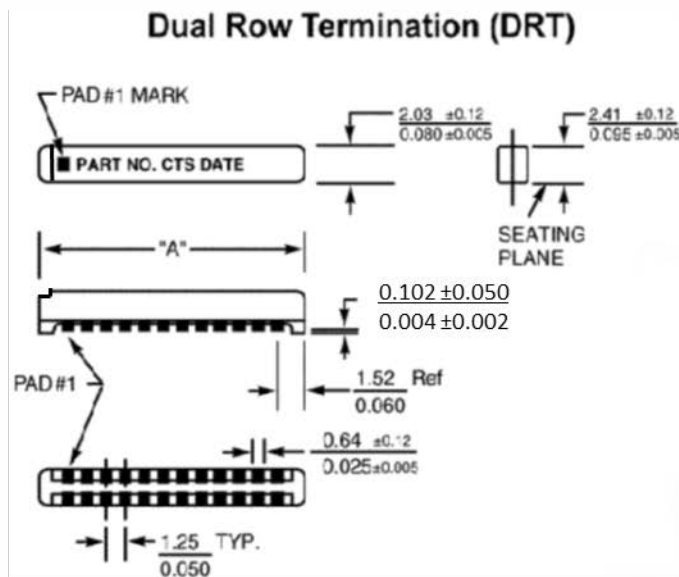 Dual Row Termination (DRT)
PAD #1 MARK
2.03 ±0.12
0.080 ±0.005
2.41 ±0.12
0.095 ±0.005
PART NO. CTS DATE
SEATING
PLANE
"A"
0.102 ±0.050
0.004 ±0.002
PAD #1
1.52 Ref
0.060
0.64 ±0.12
0.025 ±0.005
1.25 TYP.
0.050